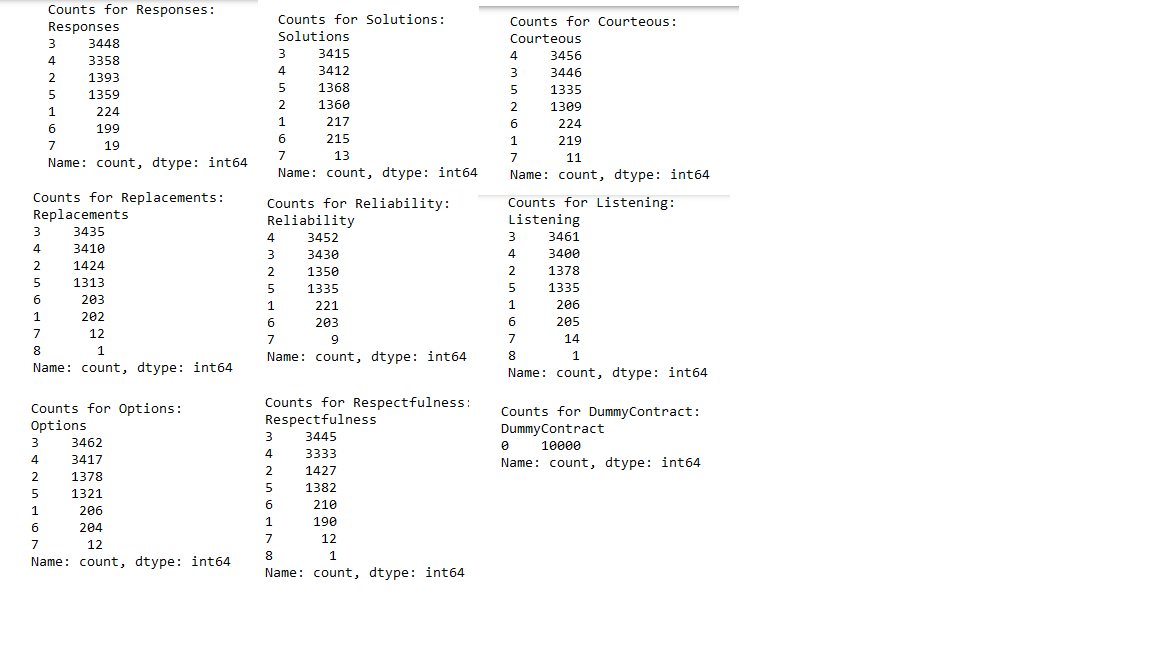 Counts for Responses:
Responses
3    3448
4    3358
2    1393
5    1359
1     224
6     199
7      19
Name: count, dtype: int64
Counts for Solutions:
Solutions
3    3415
4    3412
5    1368
2    1360
1     217
6     215
7      13
Name: count, dtype: int64
Counts for Courteous:
Courteous
4    3456
3    3446
5    1335
2    1309
6     224
1     219
7      11
Name: count, dtype: int64
Counts for Replacements:
Replacements
3    3435
4    3410
2    1424
5    1313
6     203
1     202
7      12
8       1
Name: count, dtype: int64
Counts for Reliability:
Reliability
4    3452
3    3430
2    1350
5    1335
1     221
6     203
7       9
Name: count, dtype: int64
Counts for Listening:
Listening
3    3461
4    3400
2    1378
5    1335
1     206
6     205
7      14
8       1
Name: count, dtype: int64
Counts for Options:
Options
3    3462
4    3417
2    1378
5    1321
1     206
6     204
7      12
Name: count, dtype: int64
Counts for Respectfulness:
Respectfulness
3    3445
4    3333
2    1427
5    1382
6     210
1     190
7      12
8       1
Name: count, dtype: int64
Counts for DummyContract:
DummyContract
0    10000
Name: count, dtype: int64